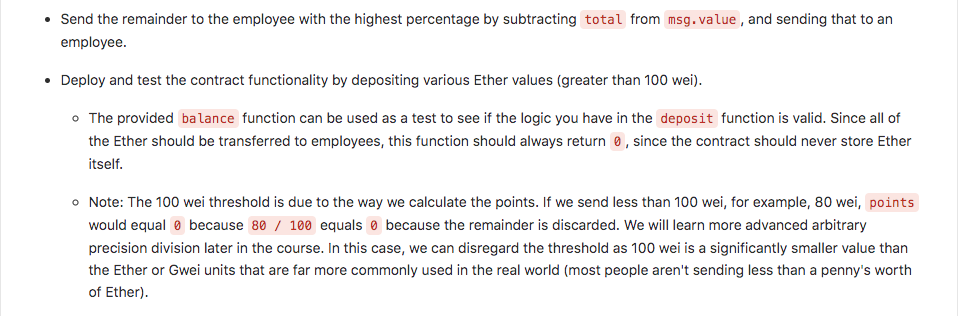 Send the remainder to the employee with the highest percentage by subtracting total from msg.value, and sending that to an
employee.
Deploy and test the contract functionality by depositing various Ether values (greater than 100 wei).
The provided balance function can be used as a test to see if the logic you have in the deposit function is valid. Since all of
the Ether should be transferred to employees, this function should always return 0, since the contract should never store Ether
itself.
Note: The 100 wei threshold is due to the way we calculate the points. If we send less than 100 wei, for example, 80 wei, points
would equal 0 because 80 / 100 equals 0 because the remainder is discarded. We will learn more advanced arbitrary
precision division later in the course. In this case, we can disregard the threshold as 100 wei is a significantly smaller value than
the Ether or Gwei units that are far more commonly used in the real world (most people aren't sending less than a penny's worth
of Ether).